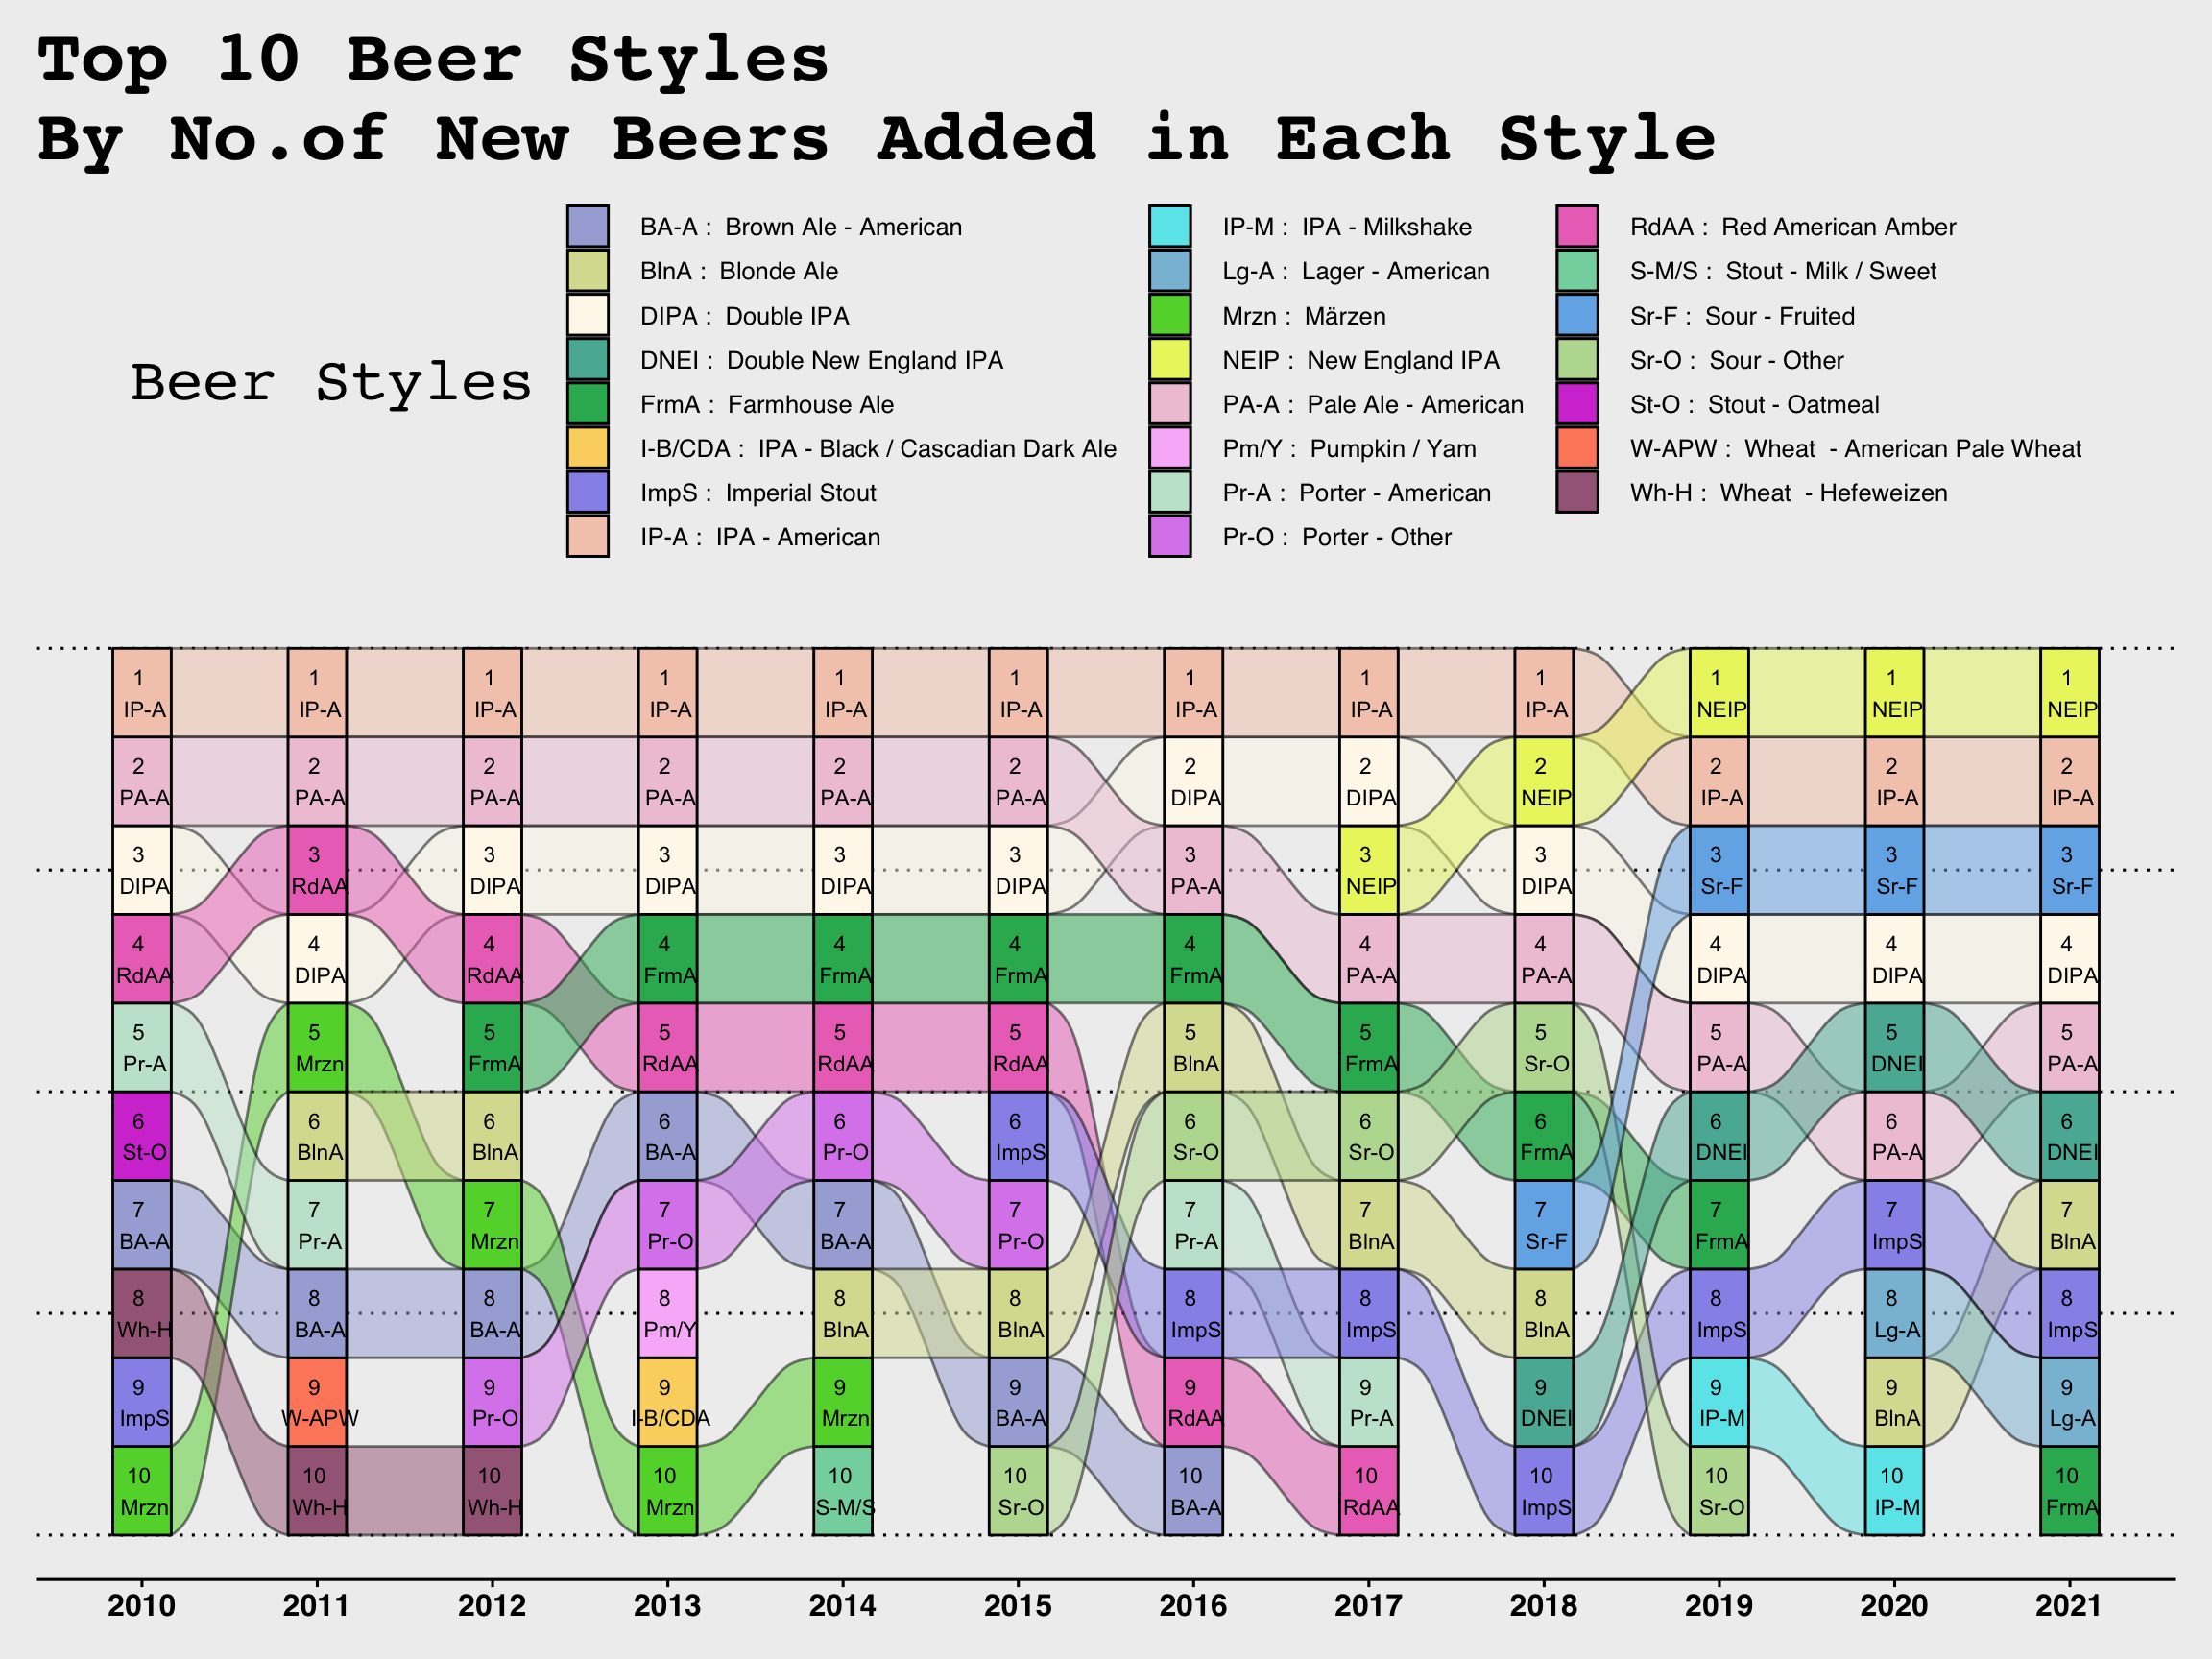 Top 10 Beer Styles
By No.of New Beers Added in Each Style
Beer Styles
BA-A :  Brown Ale - American
BlnA :  Blonde Ale
DIPA :  Double IPA
DNEI :  Double New England IPA
FrmA :  Farmhouse Ale
I-B/CDA :  IPA - Black / Cascadian Dark Ale
ImpS :  Imperial Stout
IP-A :  IPA - American
IP-M :  IPA - Milkshake
Lg-A :  Lager - American
Mrzn :  Märzen
NEIP :  New England IPA
PA-A :  Pale Ale - American
Pm/Y :  Pumpkin / Yam
Pr-A :  Porter - American
Pr-O :  Porter - Other
RdAA :  Red American Amber
S-M/S :  Stout - Milk / Sweet
Sr-F :  Sour - Fruited
Sr-O :  Sour - Other
St-O :  Stout - Oatmeal
W-APW :  Wheat  - American Pale Wheat
Wh-H :  Wheat  - Hefeweizen
1 1 1 1 1 1 1 1 1 1 1 1
IP-A IP-A IP-A IP-A IP-A IP-A IP-A IP-A IP-A NEIP NEIP NEIP
2 2 2 2 2 2 2 2 2 2 2 2
PA-A PA-A PA-A PA-A PA-A PA-A DIPA DIPA NEIP IP-A IP-A IP-A
3 3 3 3 3 3 3 3 3 3 3 3
DIPA RdAA DIPA DIPA DIPA DIPA PA-A NEIP DIPA Sr-F Sr-F Sr-F
4 4 4 4 4 4 4 4 4 4 4 4
RdAA DIPA RdAA FrmA FrmA FrmA FrmA PA-A PA-A DIPA DIPA DIPA
5 5 5 5 5 5 5 5 5 5 5 5
Pr-A Mrzn FrmA RdAA RdAA RdAA BlnA FrmA Sr-O PA-A DNEI PA-A
6 6 6 6 6 6 6 6 6 6 6 6
St-O BlnA BlnA BA-A Pr-O ImpS Sr-O Sr-O FrmA DNEI PA-A DNEI
7 7 7 7 7 7 7 7 7 7 7 7
BA-A Pr-A Mrzn Pr-O BA-A Pr-O Pr-A BlnA Sr-F FrmA ImpS BlnA
8 8 8 8 8 8 8 8 8 8 8 8
Wh-H BA-A BA-A Pm/Y BlnA BlnA ImpS ImpS BlnA ImpS Lg-A ImpS
9 9 9 9 9 9 9 9 9 9 9 9
ImpS W-APW Pr-O I-B/CDA Mrzn BA-A RdAA Pr-A DNEI IP-M BlnA Lg-A
10 10 10 10 10 10 10 10 10 10 10 10
Mrzn Wh-H Wh-H Mrzn S-M/S Sr-O BA-A RdAA ImpS Sr-O IP-M FrmA
2010 2011 2012 2013 2014 2015 2016 2017 2018 2019 2020 2021